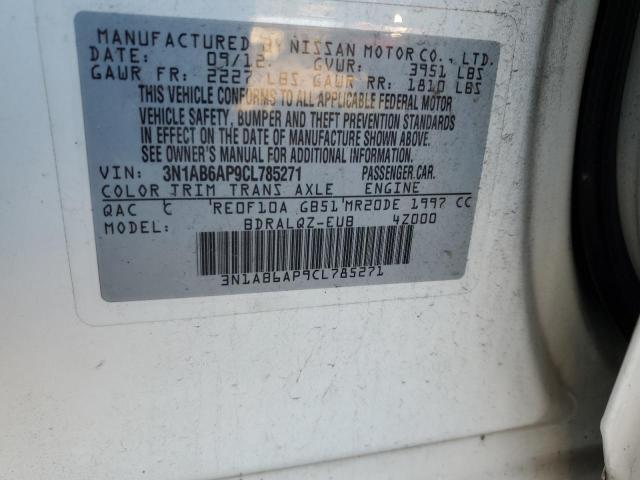 MANUFACTURED BY NISSAN MOTOR CO., LTD.
DATE: 09/12 GVWR: 3951 LBS
GAWR FR: 2227 LBS GAWR RR: 1810 LBS
THIS VEHICLE CONFORMS TO ALL APPLICABLE FEDERAL MOTOR
VEHICLE SAFETY, BUMPER AND THEFT PREVENTION STANDARDS
IN EFFECT ON THE DATE OF MANUFACTURE SHOWN ABOVE.
SEE OWNER'S MANUAL FOR ADDITIONAL INFORMATION.
VIN: 3N1AB6AP9CL785271 PASSENGER CAR.
COLOR TRIM TRANS AXLE ENGINE
QAC C RE0F10A GB51 MR20DE 1997 CC
MODEL: BDRALQZ-EUB 4Z000
3N1AB6AP9CL785271